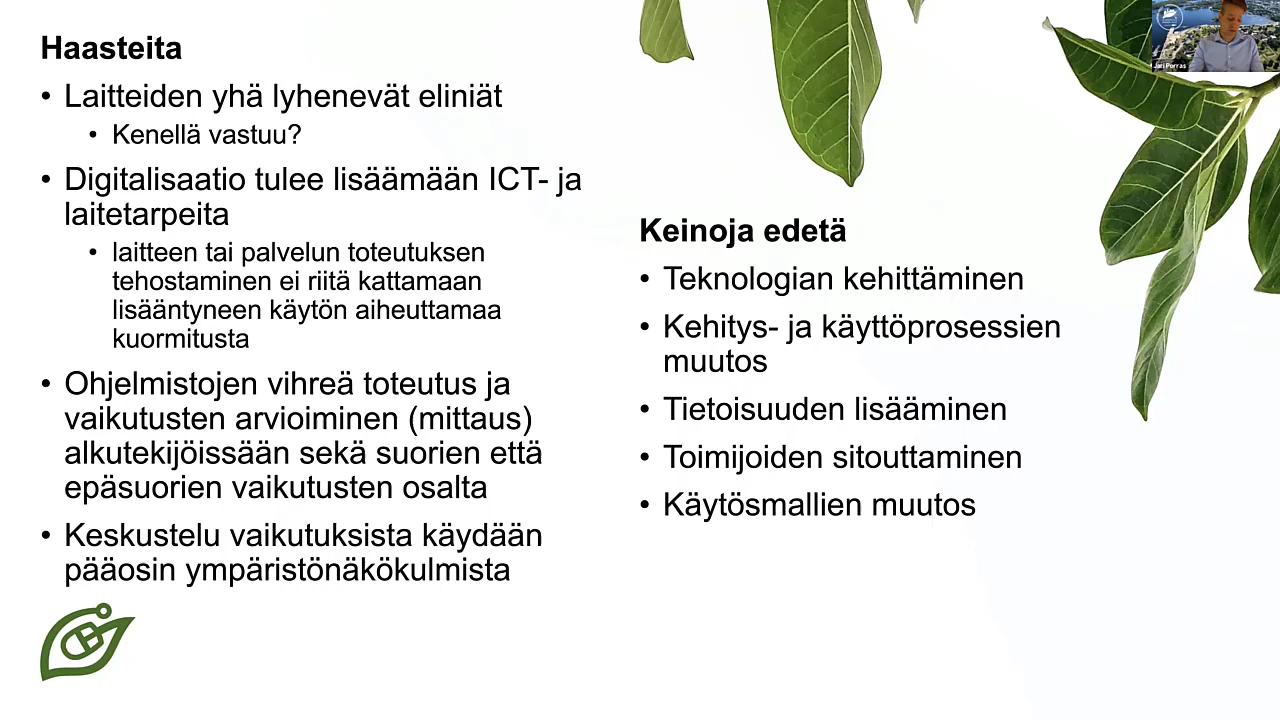 Haasteita
• Laitteiden yhä lyhenevät eliniät
• Kenellä vastuu?
• Digitalisaatio tulee lisäämään ICT- ja
laitetarpeita
• laitteen tai palvelun toteutuksen
tehostaminen ei riitä kattamaan
lisääntyneen käytön aiheuttamaa
kuormitusta
• Ohjelmistojen vihreä toteutus ja
vaikutusten arvioiminen (mittaus)
alkutekijöissään sekä suorien että
epäsuorien vaikutusten osalta
• Keskustelu vaikutuksista käydään
pääosin ympäristönäkökulmista
Keinoja edetä
• Teknologian kehittäminen
• Kehitys- ja käyttöprosessien
muutos
• Tietoisuuden lisääminen
• Toimijoiden sitouttaminen
• Käytösmallien muutos
Jari Porras